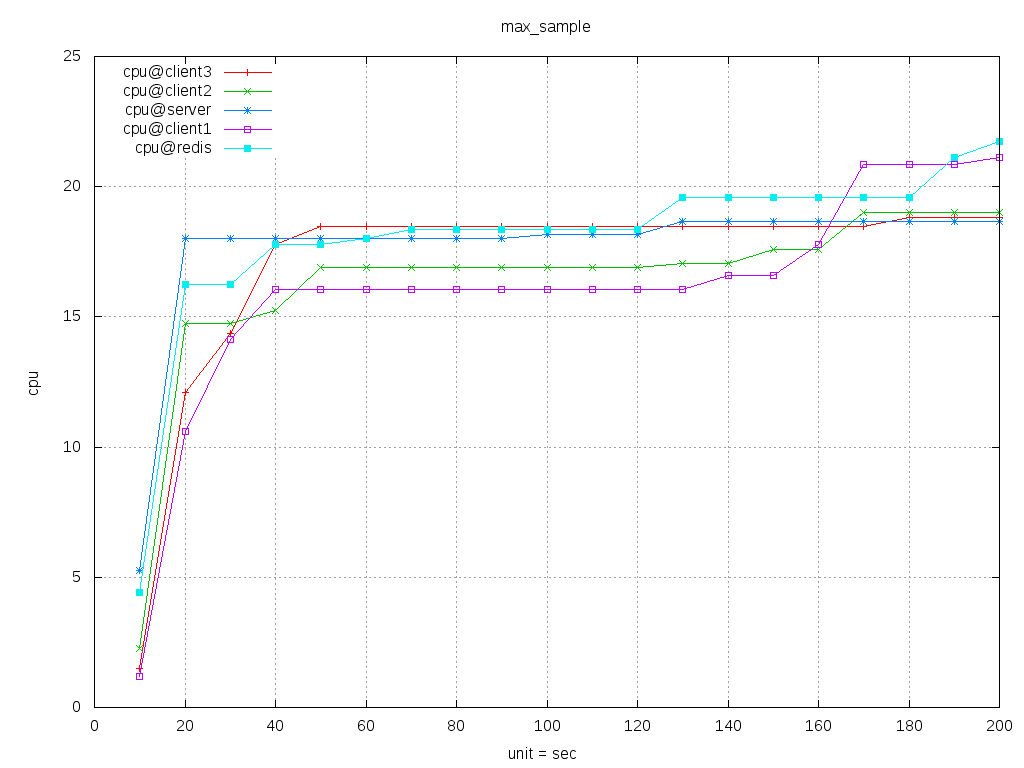 max_sample
25
20
15
10
5
0
cpu
cpu@client3
cpu@client2
cpu@server
cpu@client1
cpu@redis
0 20 40 60 80 100 120 140 160 180 200
unit = sec